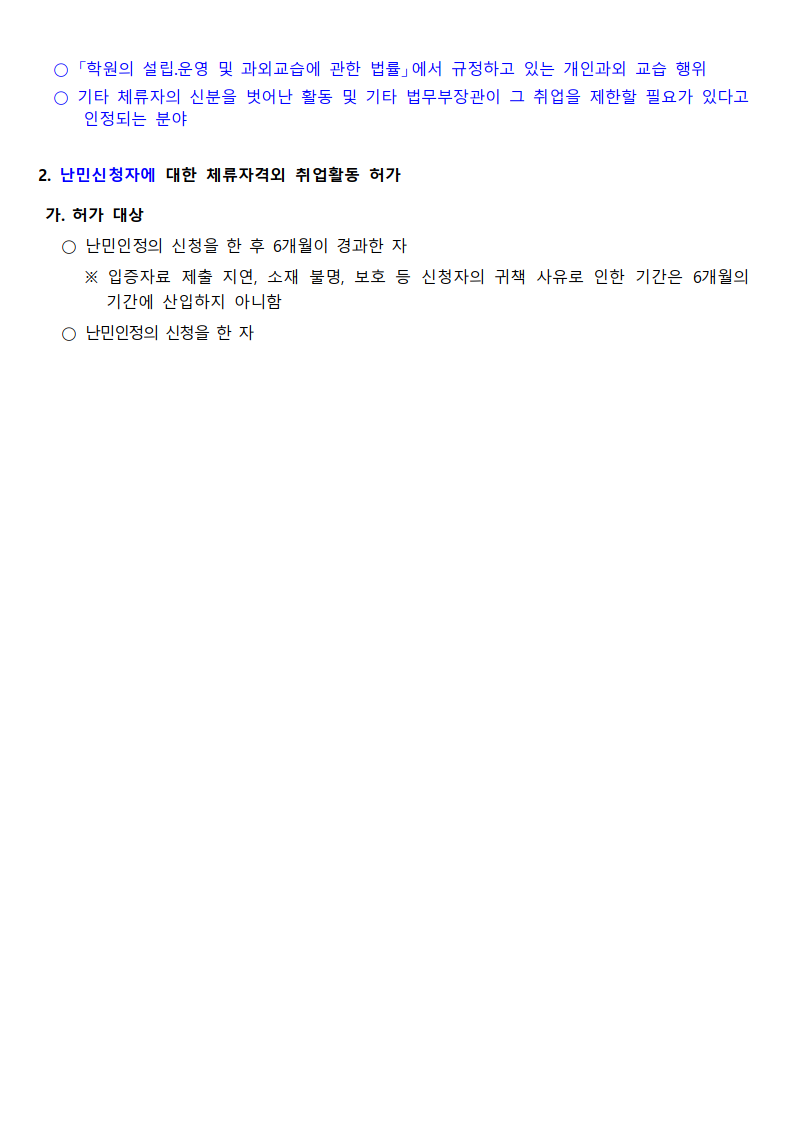 ○ 「학원의 설립.운영 및 과외교습에 관한 법률」에서 규정하고 있는 개인과외 교습 행위
○ 기타 체류자의 신분을 벗어난 활동 및 기타 법무부장관이 그 취업을 제한할 필요가 있다고
인정되는 분야
2. 난민신청자에 대한 체류자격외 취업활동 허가
가. 허가 대상
○ 난민인정의 신청을 한 후 6개월이 경과한 자
※ 입증자료 제출 지연, 소재 불명, 보호 등 신청자의 귀책 사유로 인한 기간은 6개월의
기간에 산입하지 아니함
○ 난민인정의 신청을 한 자